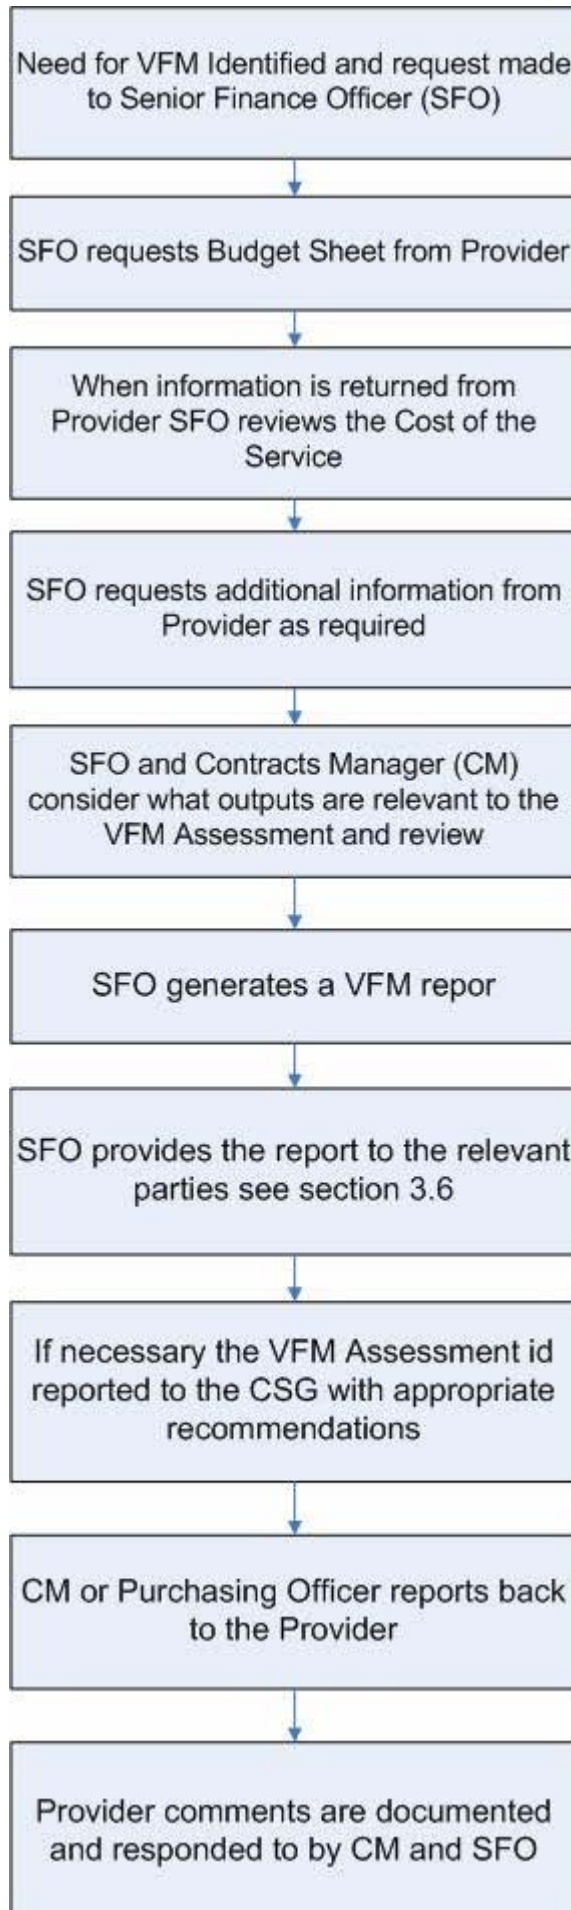 Need for VFM Identified and request made
to Senior Finance Officer (SFO)
SFO requests Budget Sheet from Provider
When information is returned from
Provider SFO reviews the Cost of the
Service
SFO requests additional information from
Provider as required
SFO and Contracts Manager (CM)
consider what outputs are relevant to the
VFM Assessment and review
SFO generates a VFM repor
SFO provides the report to the relevant
parties see section 3.6
If necessary the VFM Assessment id
reported to the CSG with appropriate
recommendations
CM or Purchasing Officer reports back
to the Provider
Provider comments are documented
and responded to by CM and SFO